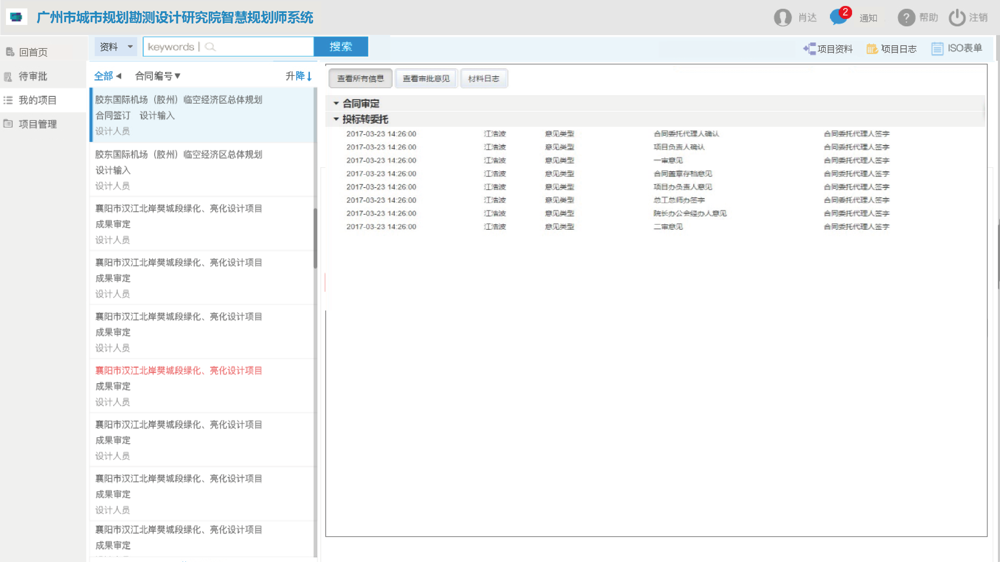 广州市城市规划勘测设计研究院智慧规划师系统
肖达 2 通知 帮助 注销
回首页
待审批
我的项目
项目管理
资料 keywords 搜索
项目资料 项目日志 ISO表单
全部 合同编号 升降
胶东国际机场（胶州）临空经济区总体规划
合同签订 设计输入
设计人员
胶东国际机场（胶州）临空经济区总体规划
设计输入
设计人员
襄阳市汉江北岸樊城段绿化、亮化设计项目
成果审定
设计人员
襄阳市汉江北岸樊城段绿化、亮化设计项目
成果审定
设计人员
襄阳市汉江北岸樊城段绿化、亮化设计项目
成果审定
设计人员
襄阳市汉江北岸樊城段绿化、亮化设计项目
成果审定
设计人员
襄阳市汉江北岸樊城段绿化、亮化设计项目
成果审定
设计人员
襄阳市汉江北岸樊城段绿化、亮化设计项目
成果审定
设计人员
襄阳市汉江北岸樊城段绿化、亮化设计项目
成果审定
查看所有信息 查看审批意见 材料日志
合同审定
投标转委托
2017-03-23 14:26:00 江浩波 意见类型 合同委托代理人确认 合同委托代理人签字
2017-03-23 14:26:00 江浩波 意见类型 项目负责人确认 合同委托代理人签字
2017-03-23 14:26:00 江浩波 意见类型 一审意见 合同委托代理人签字
2017-03-23 14:26:00 江浩波 意见类型 合同盖章存档意见 合同委托代理人签字
2017-03-23 14:26:00 江浩波 意见类型 项目办负责人意见 合同委托代理人签字
2017-03-23 14:26:00 江浩波 意见类型 总工总师办签字 合同委托代理人签字
2017-03-23 14:26:00 江浩波 意见类型 院长办公会经办人意见 合同委托代理人签字
2017-03-23 14:26:00 江浩波 意见类型 二审意见 合同委托代理人签字